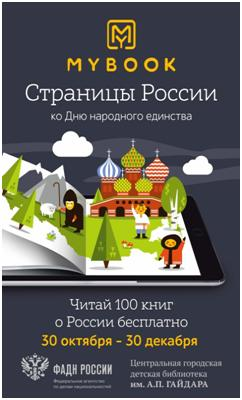 MYBOOK
Страницы России
ко Дню народного единства
Читай 100 книг
о России бесплатно
30 октября - 30 декабря
ФАДН РОССИИ
Федеральное агентство
по делам национальностей
Центральная городская
детская библиотека
им. А.П. ГАЙДАРА